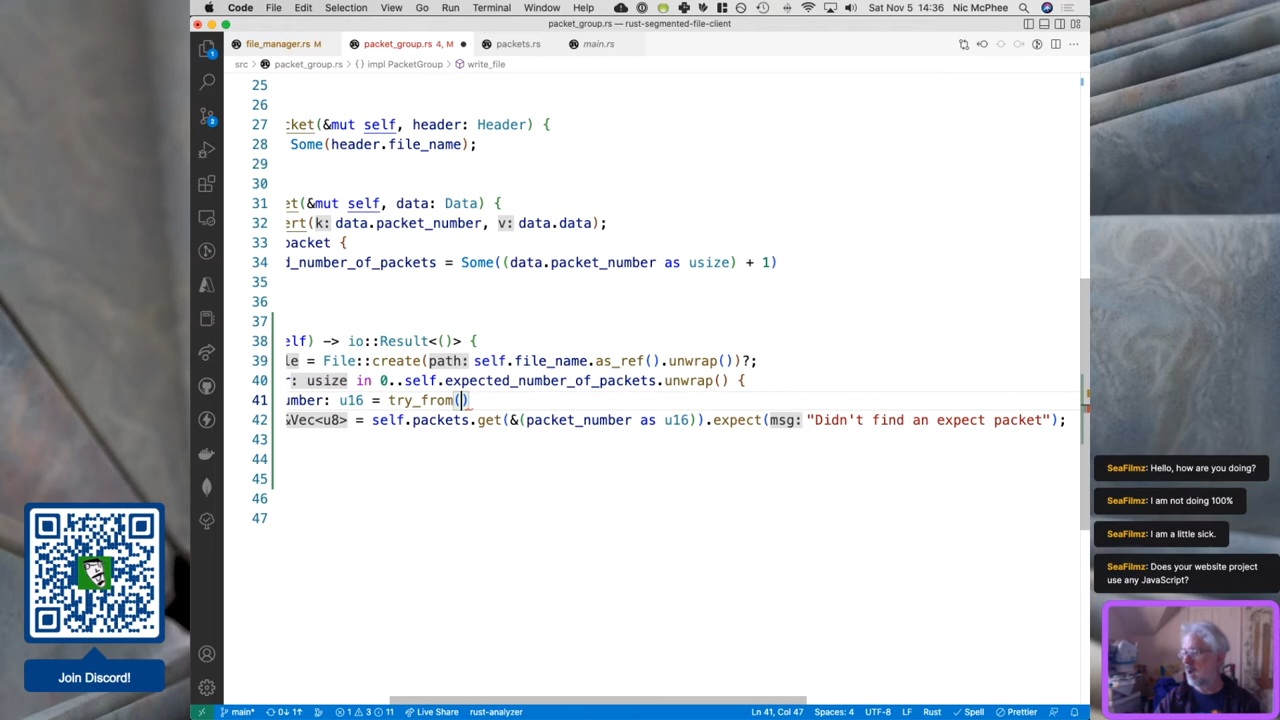 Code File Edit Selection View Go Run Terminal Window Help Sat Nov 5 14:36 Nic McPhee
packet_group.rs — rust-segmented-file-client
file_manager.rs M packet_group.rs 4, M packets.rs main.rs
src packet_group.rs impl PacketGroup write_file
25
26
27 cket(&mut self, header: Header) {
28 Some(header.file_name);
29
30
31 et(&mut self, data: Data) {
32 ert(k: data.packet_number, v: data.data);
33 packet {
34 d_number_of_packets = Some((data.packet_number as usize) + 1)
35
36
37
38 elf) -> io::Result<()> {
39 le = File::create(path: self.file_name.as_ref().unwrap())?;
40 r: usize in 0..self.expected_number_of_packets.unwrap() {
41 umber: u16 = try_from()
42 &Vec<u8> = self.packets.get(&(packet_number as u16)).expect(msg: "Didn't find an expect packet");
43
44
45
46
47
SeaFilmz: Hello, how are you doing?
SeaFilmz: I am not doing 100%
SeaFilmz: I am a little sick.
SeaFilmz: Does your website project
use any JavaScript?
Join Discord!
main* 0↓ 1↑ 1 3 11 Live Share rust-analyzer Ln 41, Col 47 Spaces: 4 UTF-8 LF Rust Spell Prettier